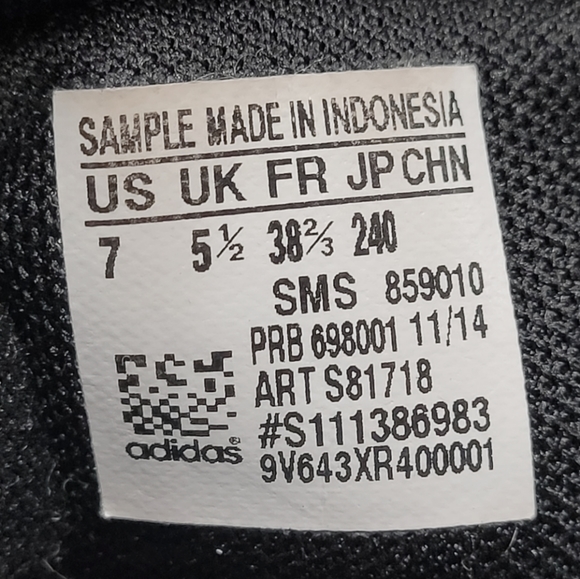 SAMPLE MADE IN INDONESIA
US UK FR JP CHN
7 5½ 38⅔ 240
SMS 859010
PRB 698001 11/14
ART S81718
#S111386983
9V643XR400001
adidas®